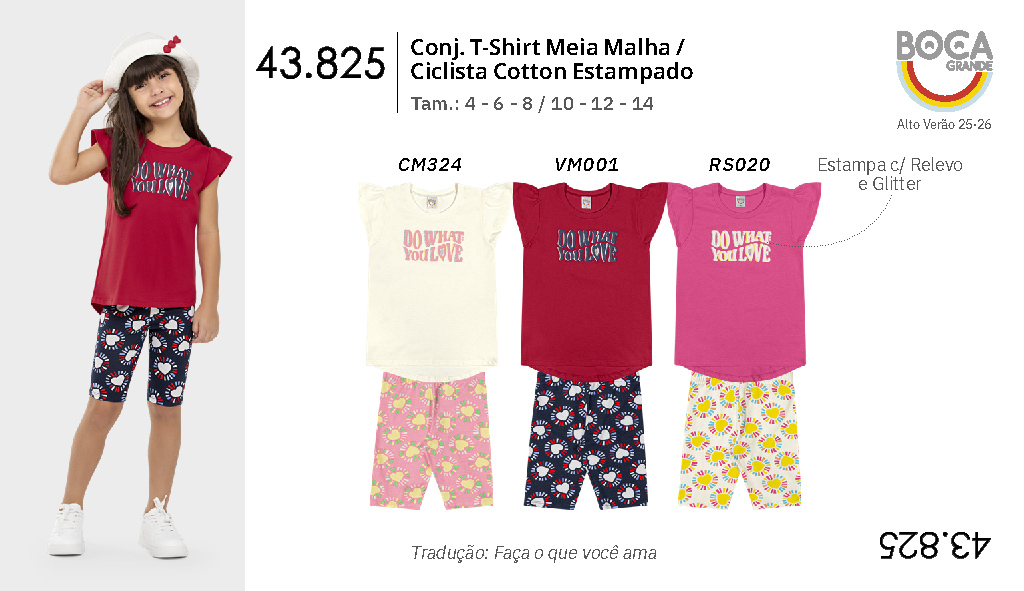 43.825
Conj. T-Shirt Meia Malha /
Ciclista Cotton Estampado
Tam.: 4 - 6 - 8 / 10 - 12 - 14
BOCA
GRANDE
Alto Verão 25-26
CM324
VM001
RS020
Estampa c/ Relevo
e Glitter
DO WHAT
YOU LOVE
DO WHAT
YOU LOVE
DO WHAT
YOU LOVE
DO WHAT
YOU LOVE
Tradução: Faça o que você ama
43.825